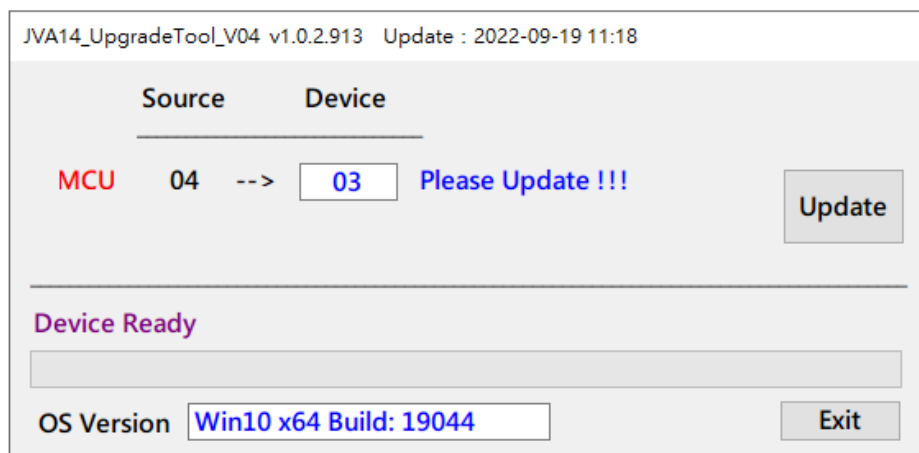 JVA14_UpgradeTool_V04 v1.0.2.913 Update : 2022-09-19 11:18
Source Device
MCU 04 --> 03 Please Update !!!
Update
Device Ready
OS Version Win10 x64 Build: 19044 Exit